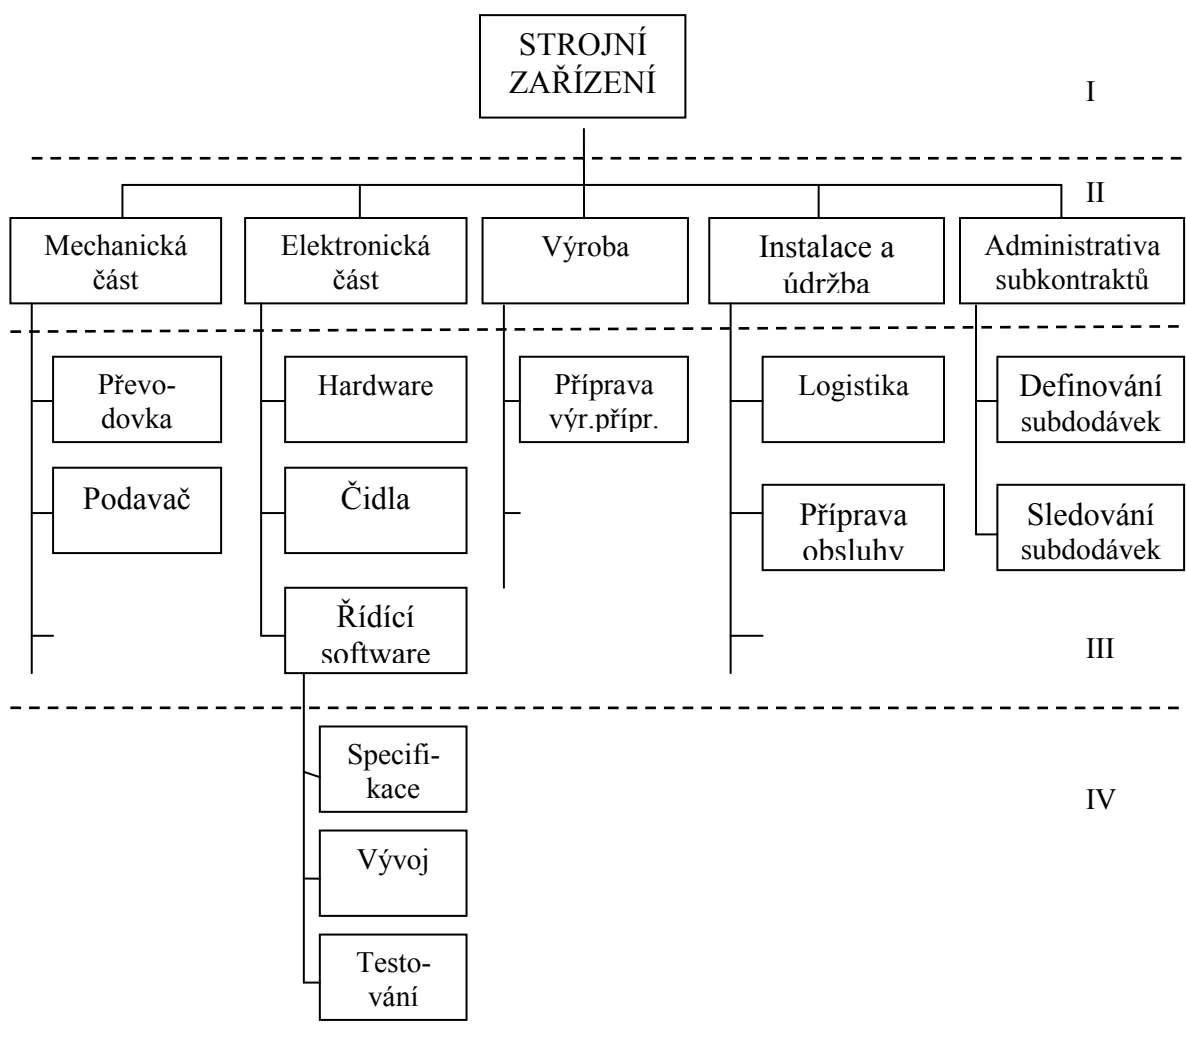 STROJNÍ
ZAŘÍZENÍ
I
II
Mechanická
část
Elektronická
část
Výroba
Instalace a
údržba
Administrativa
subkontraktů
Převo-
dovka
Hardware
Příprava
výr.přípr.
Logistika
Definování
subdodávek
Podavač
Čidla
Příprava
obsluhy
Sledování
subdodávek
Řídící
software
III
Specifi-
kace
IV
Vývoj
Testo-
vání